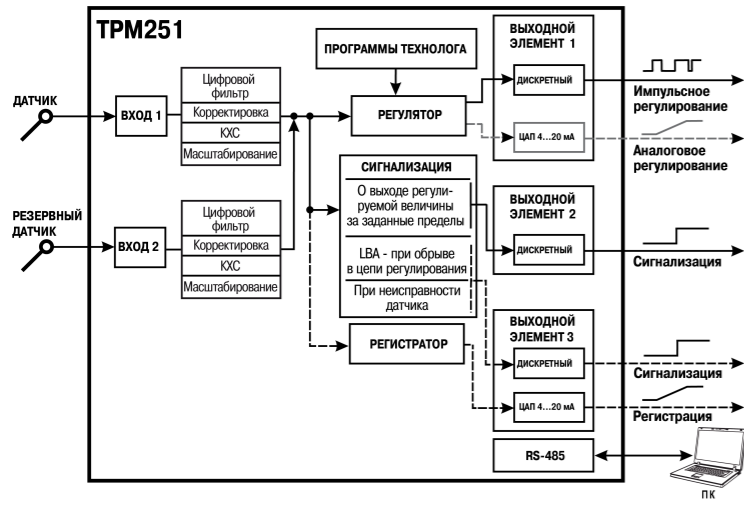 ТРМ251
ДАТЧИК
ВХОД 1
Цифровой
фильтр
Корректировка
КХС
Масштабирование
РЕЗЕРВНЫЙ
ДАТЧИК
ВХОД 2
Цифровой
фильтр
Корректировка
КХС
Масштабирование
ПРОГРАММЫ ТЕХНОЛОГА
РЕГУЛЯТОР
СИГНАЛИЗАЦИЯ
О выходе регули-
руемой величины
за заданные пределы
LBA - при обрыве
в цепи регулирования
При неисправности
датчика
РЕГИСТРАТОР
ВЫХОДНОЙ
ЭЛЕМЕНТ 1
ДИСКРЕТНЫЙ
ЦАП 4...20 мА
Импульсное
регулирование
Аналоговое
регулирование
ВЫХОДНОЙ
ЭЛЕМЕНТ 2
ДИСКРЕТНЫЙ
Сигнализация
ВЫХОДНОЙ
ЭЛЕМЕНТ 3
ДИСКРЕТНЫЙ
ЦАП 4...20 мА
Сигнализация
Регистрация
RS-485
ПК